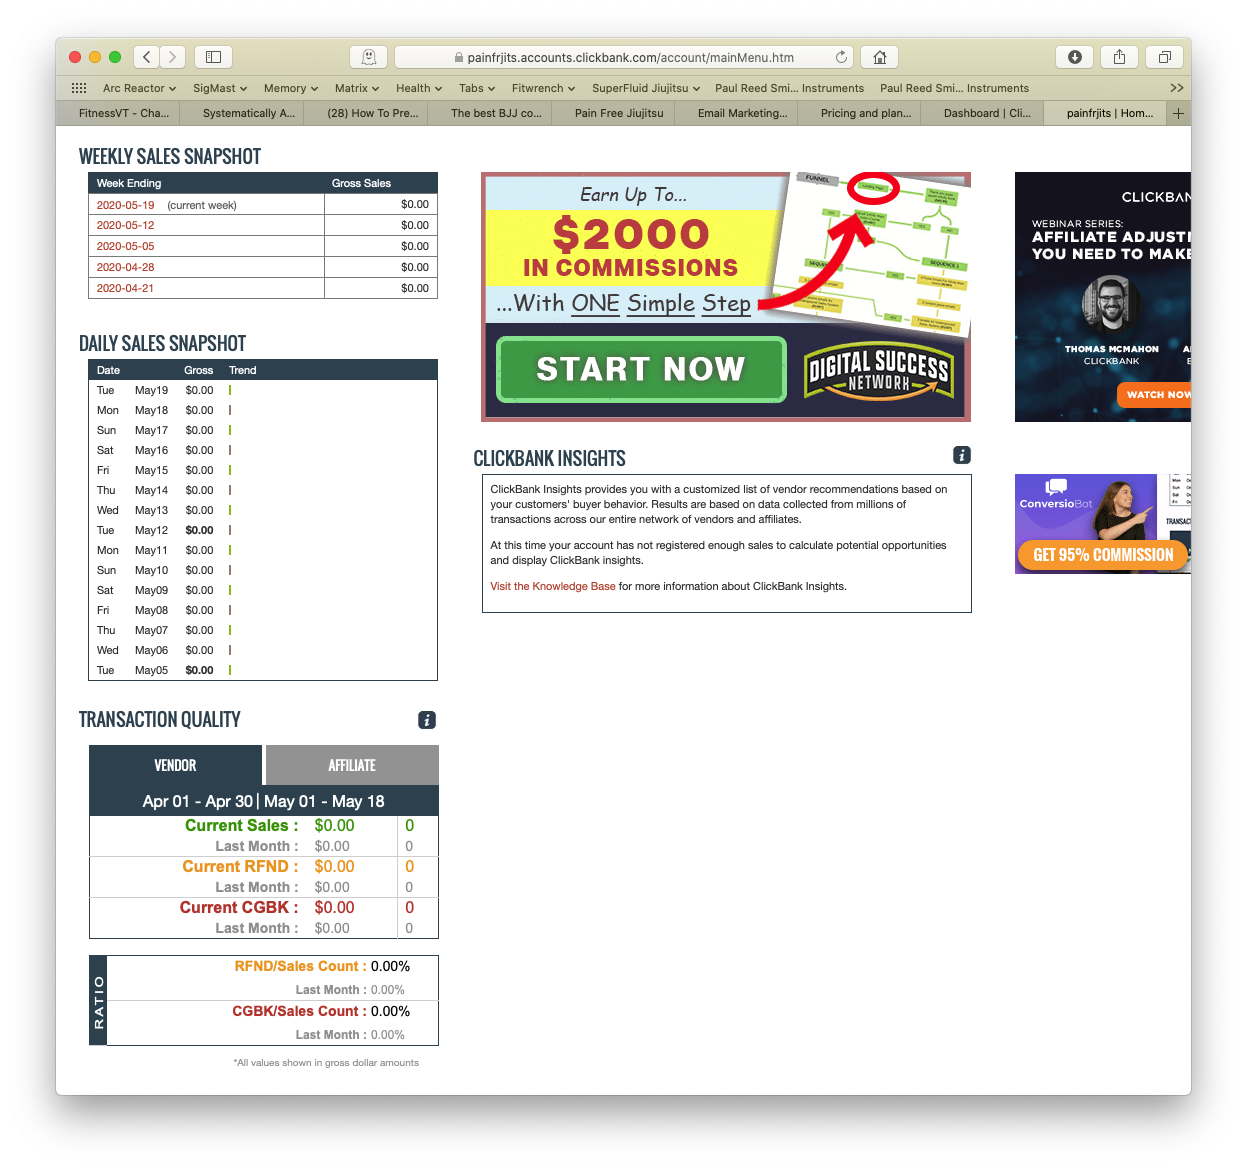 painfrjits.accounts.clickbank.com/account/mainMenu.htm
Arc Reactor SigMast Memory Matrix Health Tabs Fitwrench SuperFluid Jiujitsu Paul Reed Smi... Instruments Paul Reed Smi... Instruments
FitnessVT - Cha... Systematically A... (28) How To Pre... The best BJJ co... Pain Free Jiujitsu Email Marketing... Pricing and plan... Dashboard | Cli... painfrjits | Hom...
WEEKLY SALES SNAPSHOT
Week Ending Gross Sales
2020-05-19 (current week) $0.00
2020-05-12 $0.00
2020-05-05 $0.00
2020-04-28 $0.00
2020-04-21 $0.00
DAILY SALES SNAPSHOT
Date Gross Trend
Tue May19 $0.00
Mon May18 $0.00
Sun May17 $0.00
Sat May16 $0.00
Fri May15 $0.00
Thu May14 $0.00
Wed May13 $0.00
Tue May12 $0.00
Mon May11 $0.00
Sun May10 $0.00
Sat May09 $0.00
Fri May08 $0.00
Thu May07 $0.00
Wed May06 $0.00
Tue May05 $0.00
TRANSACTION QUALITY
VENDOR AFFILIATE
Apr 01 - Apr 30 | May 01 - May 18
Current Sales : $0.00 0
Last Month : $0.00 0
Current RFND : $0.00 0
Last Month : $0.00 0
Current CGBK : $0.00 0
Last Month : $0.00 0
RATIO
RFND/Sales Count : 0.00%
Last Month : 0.00%
CGBK/Sales Count : 0.00%
Last Month : 0.00%
*All values shown in gross dollar amounts
Earn Up To...
$2000
IN COMMISSIONS
...With ONE Simple Step
START NOW
DIGITAL SUCCESS
NETWORK
FUNNEL
YES
NO
YES
NO
SEQUENCE 1
YES
NO
YES
CLICKBANK INSIGHTS
ClickBank Insights provides you with a customized list of vendor recommendations based on
your customers' buyer behavior. Results are based on data collected from millions of
transactions across our entire network of vendors and affiliates.
At this time your account has not registered enough sales to calculate potential opportunities
and display ClickBank insights.
Visit the Knowledge Base for more information about ClickBank Insights.
CLICKBAN
WEBINAR SERIES:
AFFILIATE ADJUST
YOU NEED TO MAKE
THOMAS MCMAHON
CLICKBANK
WATCH NOW
ConversioBot
GET 95% COMMISSION